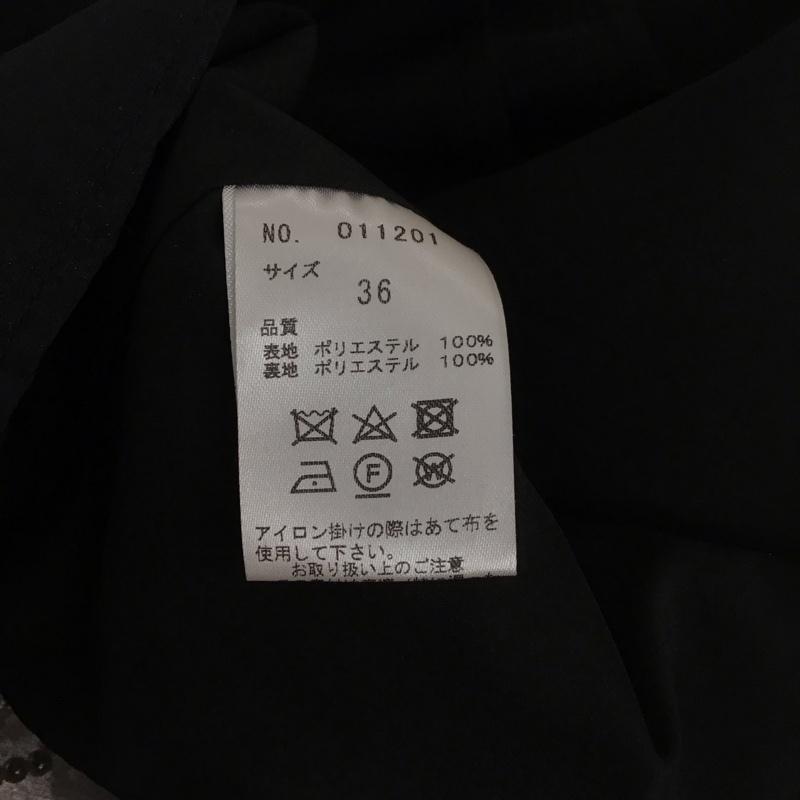 NO. 011201
サイズ
36
品質
表地 ポリエステル 100%
裏地 ポリエステル 100%
F
W
アイロン掛けの際はあて布を
使用して下さい。
お取り扱い上のご注意